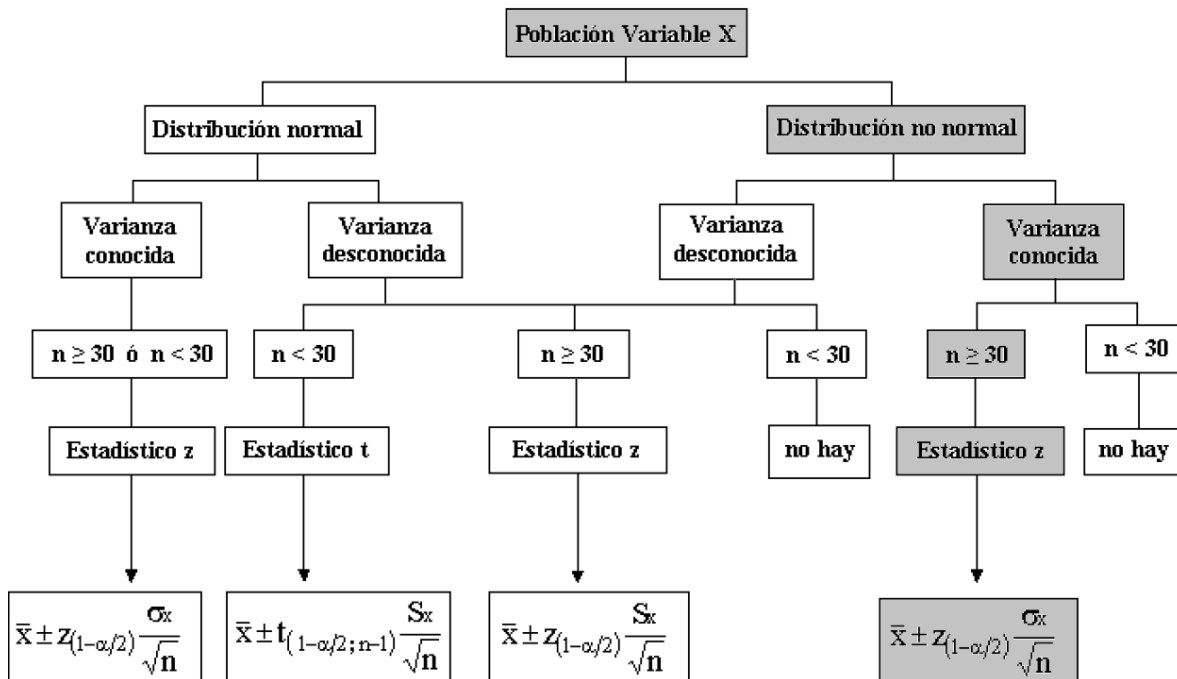 Población Variable X
Distribución normal
Distribución no normal
Varianza
conocida
Varianza
desconocida
Varianza
desconocida
Varianza
conocida
n ≥ 30 ó n < 30
n < 30
n ≥ 30
n < 30
n ≥ 30
n < 30
Estadístico z
Estadístico t
Estadístico z
no hay
Estadístico z
no hay
x̄ ± z(1−α/2) σx/√n
x̄ ± t(1−α/2; n−1) Sx/√n
x̄ ± z(1−α/2) Sx/√n
x̄ ± z(1−α/2) σx/√n